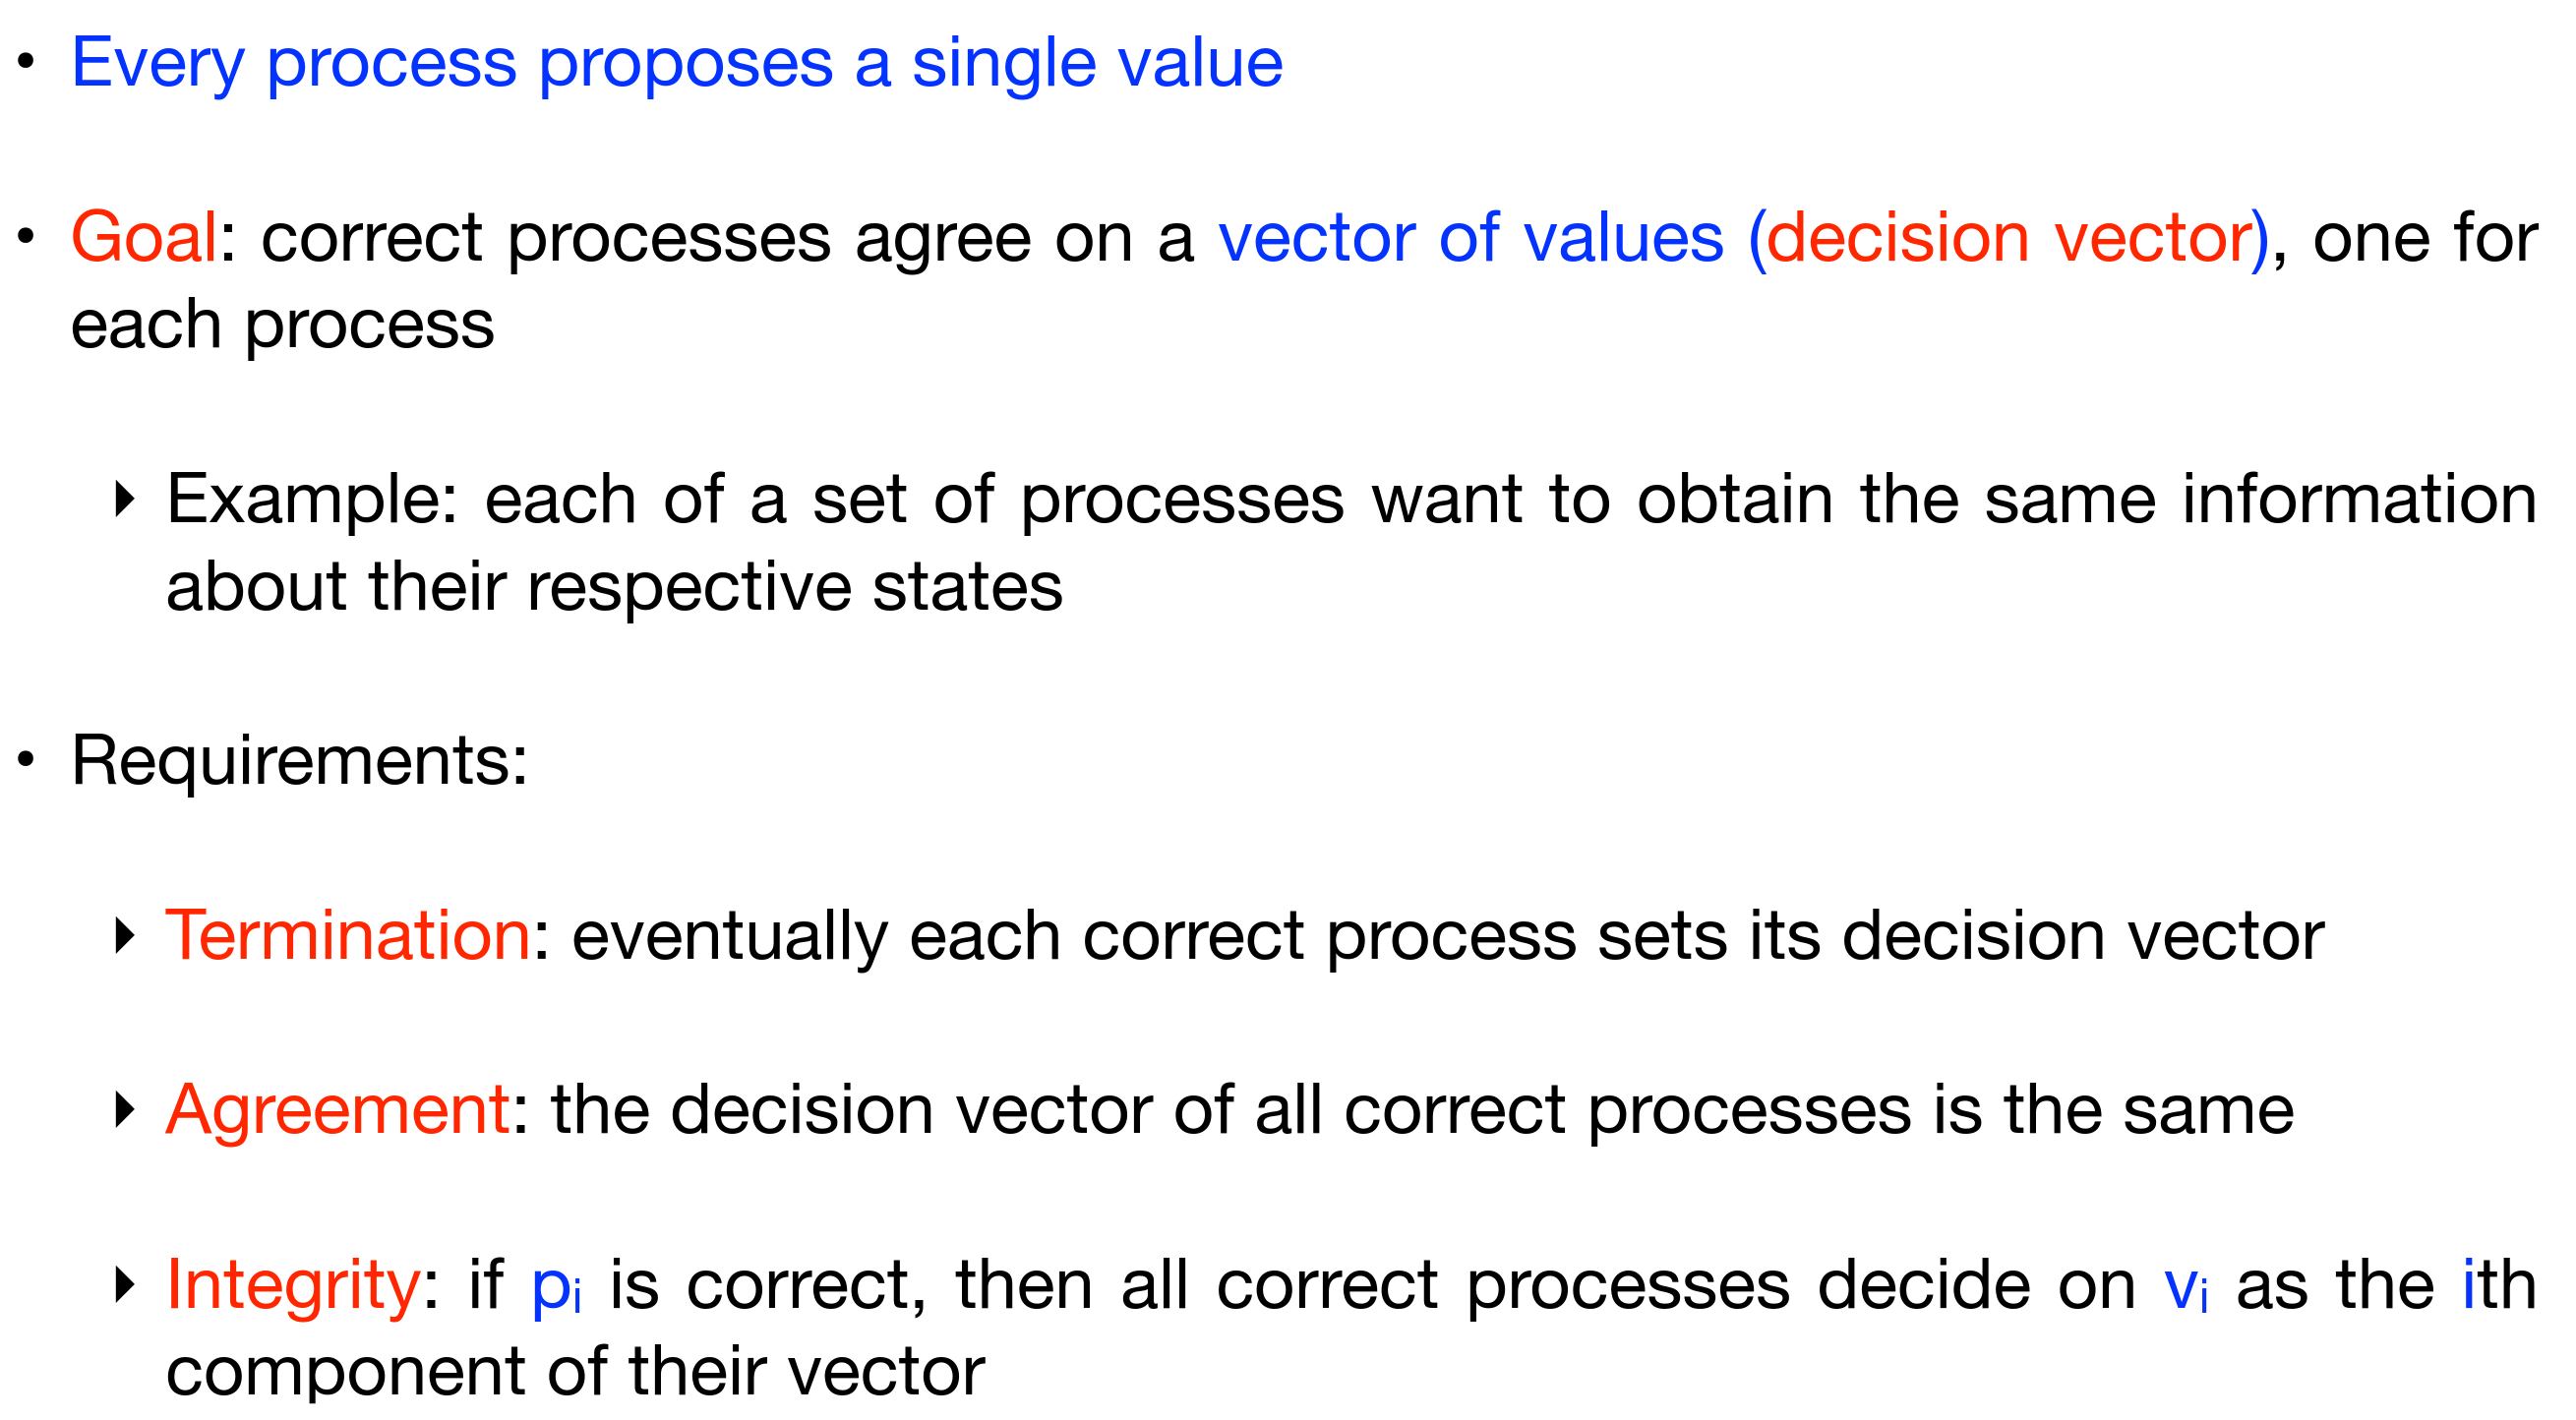 • Every process proposes a single value
• Goal: correct processes agree on a vector of values (decision vector), one for
each process
‣ Example: each of a set of processes want to obtain the same information
about their respective states
• Requirements:
‣ Termination: eventually each correct process sets its decision vector
‣ Agreement: the decision vector of all correct processes is the same
‣ Integrity: if pᵢ is correct, then all correct processes decide on vᵢ as the ith
component of their vector